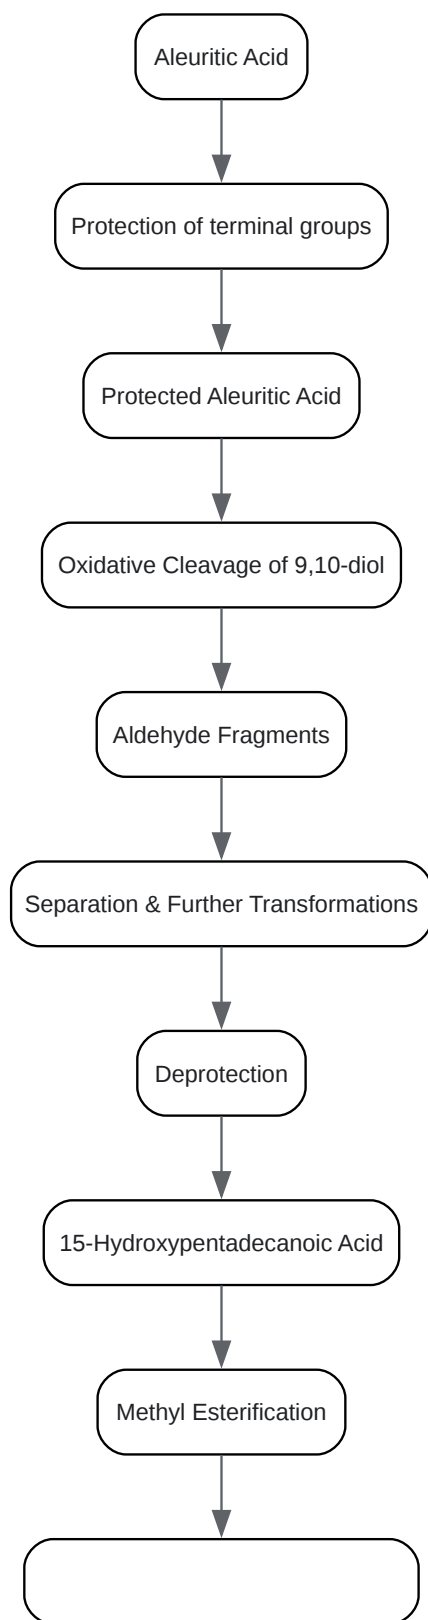 Aleuritic Acid
Protection of terminal groups
Protected Aleuritic Acid
Oxidative Cleavage of 9,10-diol
Aldehyde Fragments
Separation & Further Transformations
Deprotection
15-Hydroxypentadecanoic Acid
Methyl Esterification